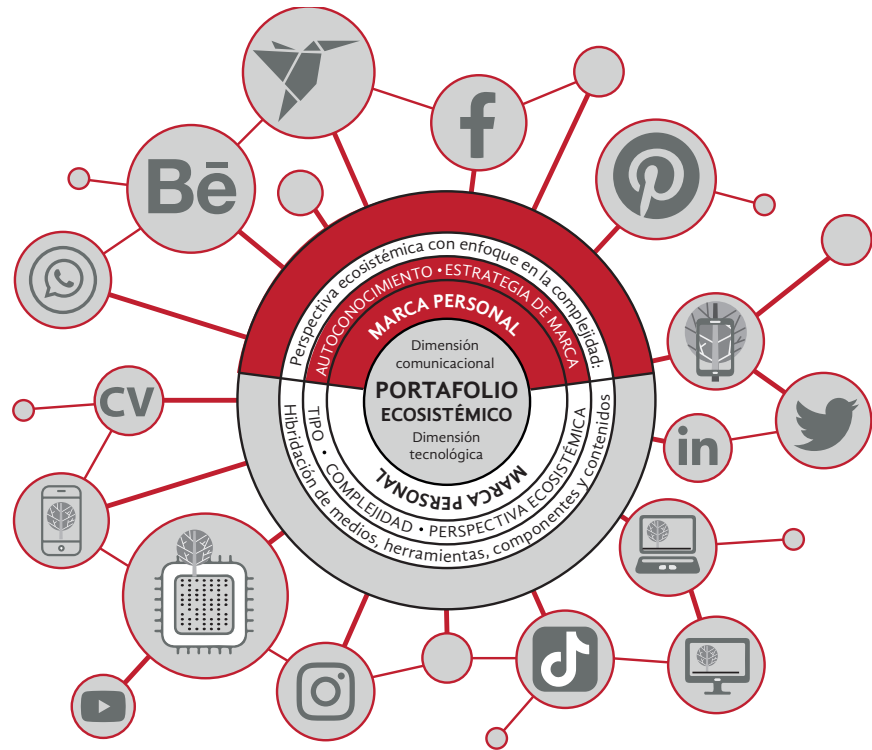 Bē
f
Perspectiva ecosistémica con enfoque en la complejidad:
AUTOCONOCIMIENTO • ESTRATEGIA DE MARCA
MARCA PERSONAL
Dimensión
comunicacional
PORTAFOLIO
ECOSISTÉMICO
Dimensión
tecnológica
MARCA PERSONAL
TIPO • COMPLEJIDAD • PERSPECTIVA ECOSISTÉMICA
Hibridación de medios, herramientas, componentes y contenidos
CV
in